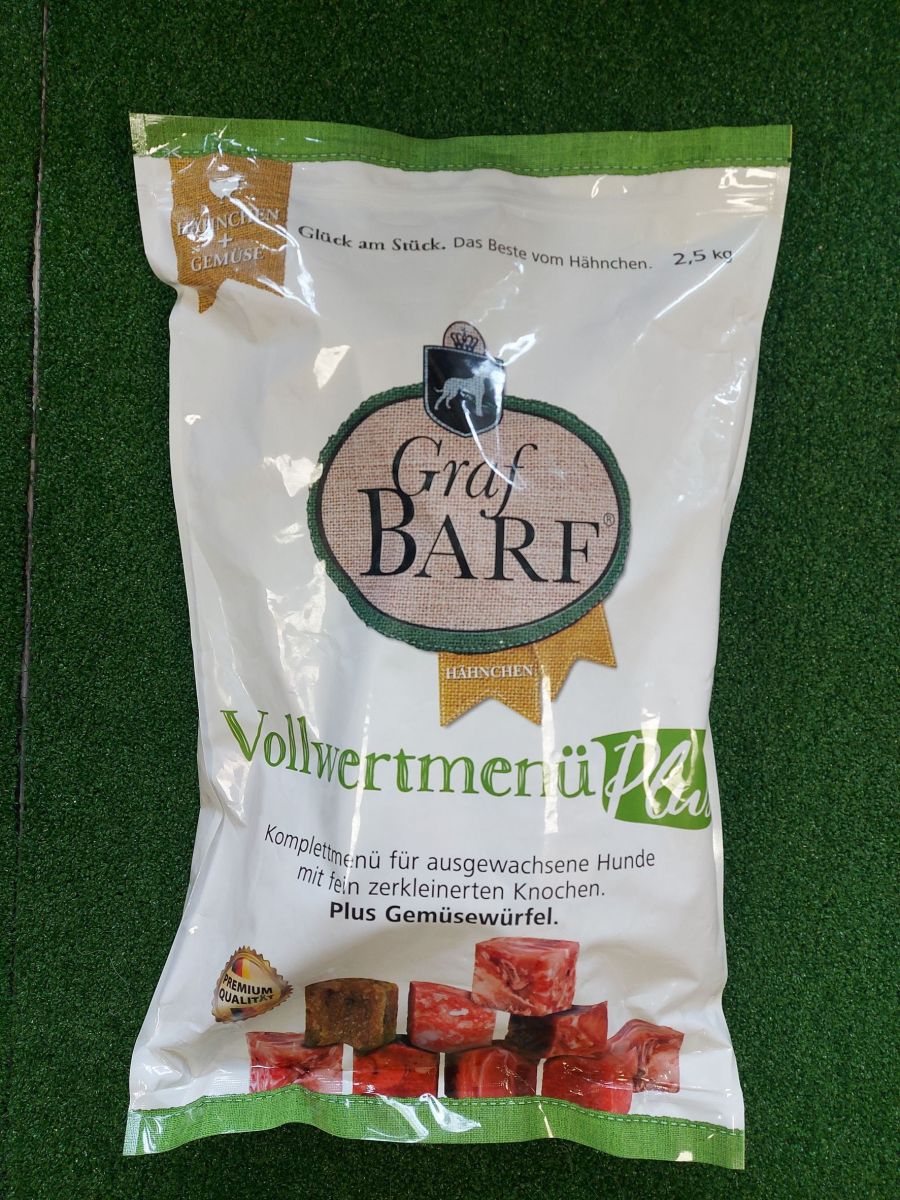 HÄHNCHEN
+
GEMÜSE
Glück am Stück. Das Beste vom Hähnchen. 2,5 kg
Graf
BARF®
HÄHNCHEN
Vollwertmenü Plus
Komplettmenü für ausgewachsene Hunde
mit fein zerkleinerten Knochen.
Plus Gemüsewürfel.
PREMIUM
QUALITÄT